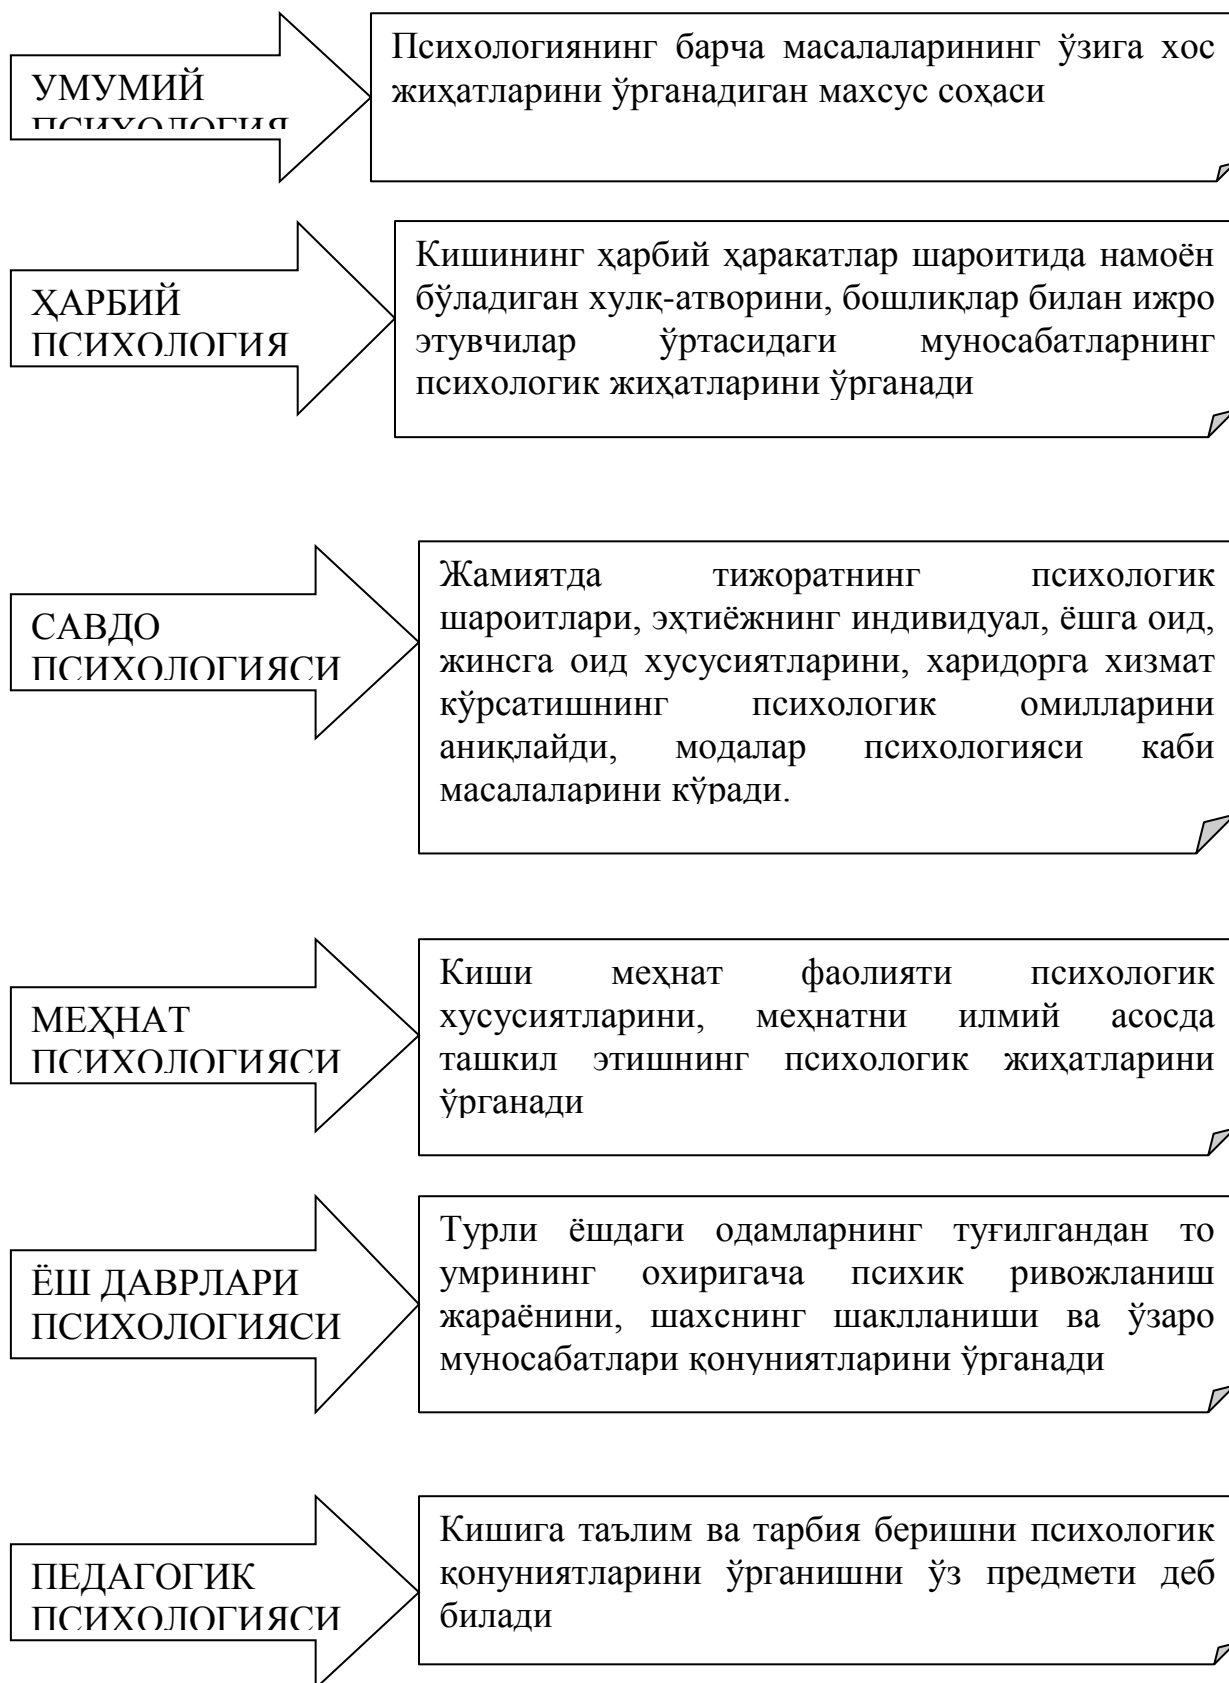 УМУМИЙ
ПСИХОЛОГИЯ
Психологиянинг барча масалаларининг ўзига хос
жиҳатларини ўрганадиган махсус соҳаси
ҲАРБИЙ
ПСИХОЛОГИЯ
Кишининг ҳарбий ҳаракатлар шароитида намоён
бўладиган хулқ-атворини, бошлиқлар билан ижро
этувчилар ўртасидаги муносабатларнинг
психологик жиҳатларини ўрганади
САВДО
ПСИХОЛОГИЯСИ
Жамиятда тижоратнинг психологик
шароитлари, эҳтиёжнинг индивидуал, ёшга оид,
жинсга оид хусусиятларини, харидорга хизмат
кўрсатишнинг психологик омилларини
аниқлайди, модалар психологияси каби
масалаларини кўради.
МЕҲНАТ
ПСИХОЛОГИЯСИ
Киши меҳнат фаолияти психологик
хусусиятларини, меҳнатни илмий асосда
ташкил этишнинг психологик жиҳатларини
ўрганади
ЁШ ДАВРЛАРИ
ПСИХОЛОГИЯСИ
Турли ёшдаги одамларнинг туғилгандан то
умрининг охиригача психик ривожланиш
жараёнини, шахснинг шаклланиши ва ўзаро
муносабатлари қонуниятларини ўрганади
ПЕДАГОГИК
ПСИХОЛОГИЯСИ
Кишига таълим ва тарбия беришни психологик
қонуниятларини ўрганишни ўз предмети деб
билади